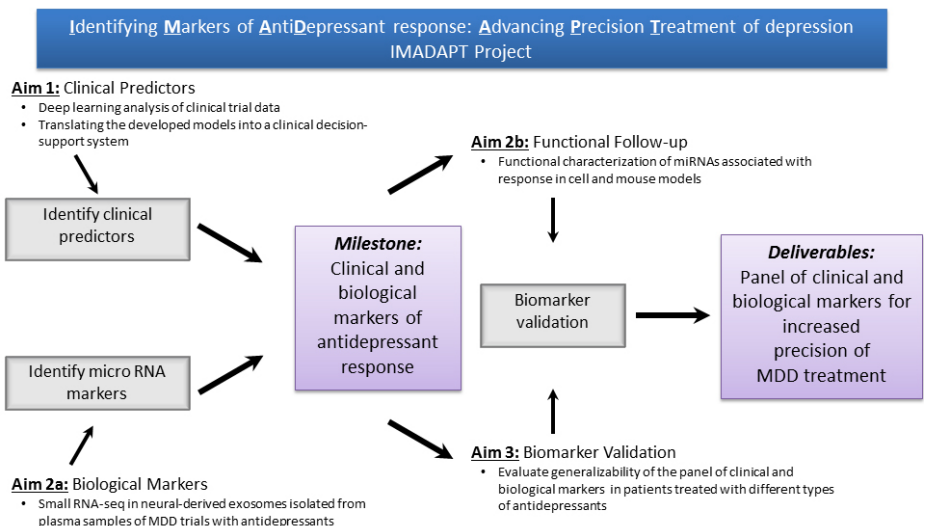 Identifying Markers of AntiDepressant response: Advancing Precision Treatment of depression
IMADAPT Project
Aim 1: Clinical Predictors
• Deep learning analysis of clinical trial data
• Translating the developed models into a clinical decision-
support system
Identify clinical
predictors
Identify micro RNA
markers
Aim 2a: Biological Markers
• Small RNA-seq in neural-derived exosomes isolated from
plasma samples of MDD trials with antidepressants
Milestone:
Clinical and
biological
markers of
antidepressant
response
Aim 2b: Functional Follow-up
• Functional characterization of miRNAs associated with
response in cell and mouse models
Biomarker
validation
Aim 3: Biomarker Validation
• Evaluate generalizability of the panel of clinical and
biological markers in patients treated with different types
of antidepressants
Deliverables:
Panel of clinical and
biological markers for
increased
precision of
MDD treatment